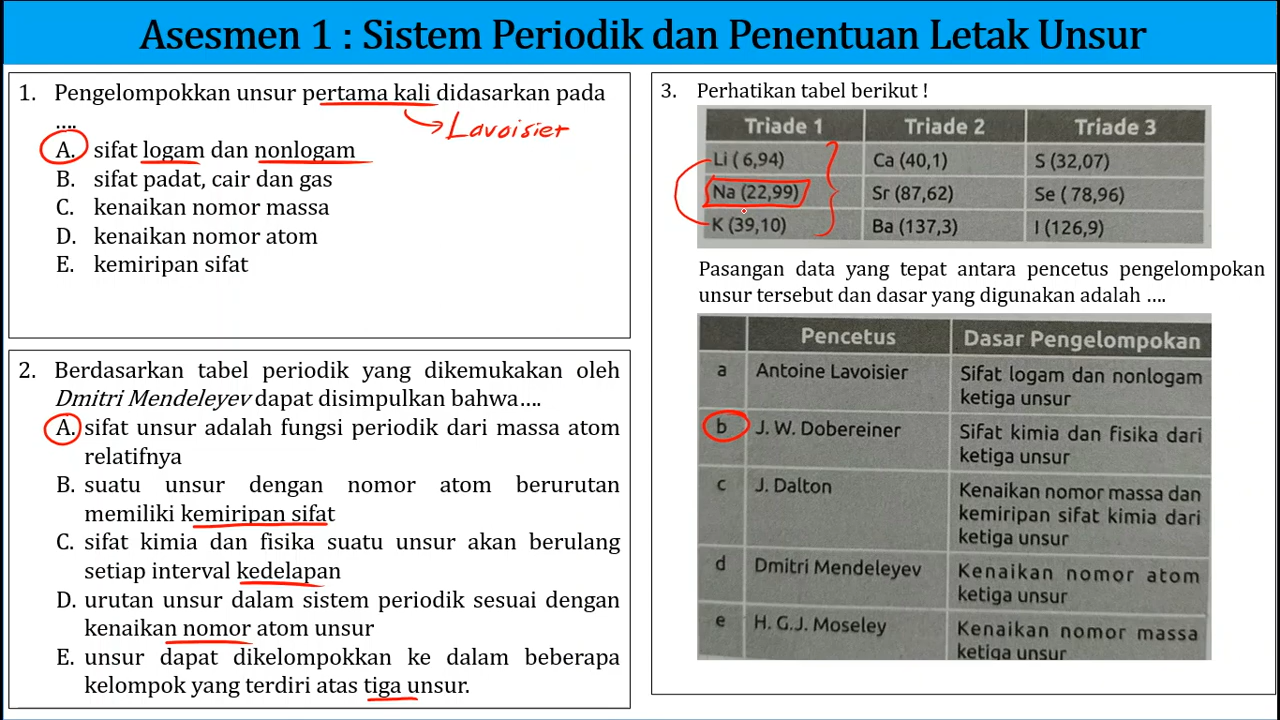 Asesmen 1 : Sistem Periodik dan Penentuan Letak Unsur
1. Pengelompokkan unsur pertama kali didasarkan pada
....
Lavoisier
A. sifat logam dan nonlogam
B. sifat padat, cair dan gas
C. kenaikan nomor massa
D. kenaikan nomor atom
E. kemiripan sifat
2. Berdasarkan tabel periodik yang dikemukakan oleh
Dmitri Mendeleyev dapat disimpulkan bahwa....
A. sifat unsur adalah fungsi periodik dari massa atom
relatifnya
B. suatu unsur dengan nomor atom berurutan
memiliki kemiripan sifat
C. sifat kimia dan fisika suatu unsur akan berulang
setiap interval kedelapan
D. urutan unsur dalam sistem periodik sesuai dengan
kenaikan nomor atom unsur
E. unsur dapat dikelompokkan ke dalam beberapa
kelompok yang terdiri atas tiga unsur.
3. Perhatikan tabel berikut !
Triade 1 Triade 2 Triade 3
Li ( 6,94) Ca (40,1) S (32,07)
Na (22,99) Sr (87,62) Se ( 78,96)
K (39,10) Ba (137,3) I (126,9)
Pasangan data yang tepat antara pencetus pengelompokan
unsur tersebut dan dasar yang digunakan adalah ....
Pencetus Dasar Pengelompokan
a Antoine Lavoisier Sifat logam dan nonlogam
ketiga unsur
b J. W. Dobereiner Sifat kimia dan fisika dari
ketiga unsur
c J. Dalton Kenaikan nomor massa dan
kemiripan sifat kimia dari
ketiga unsur
d Dmitri Mendeleyev Kenaikan nomor atom
ketiga unsur
e H. G.J. Moseley Kenaikan nomor massa
ketiga unsur